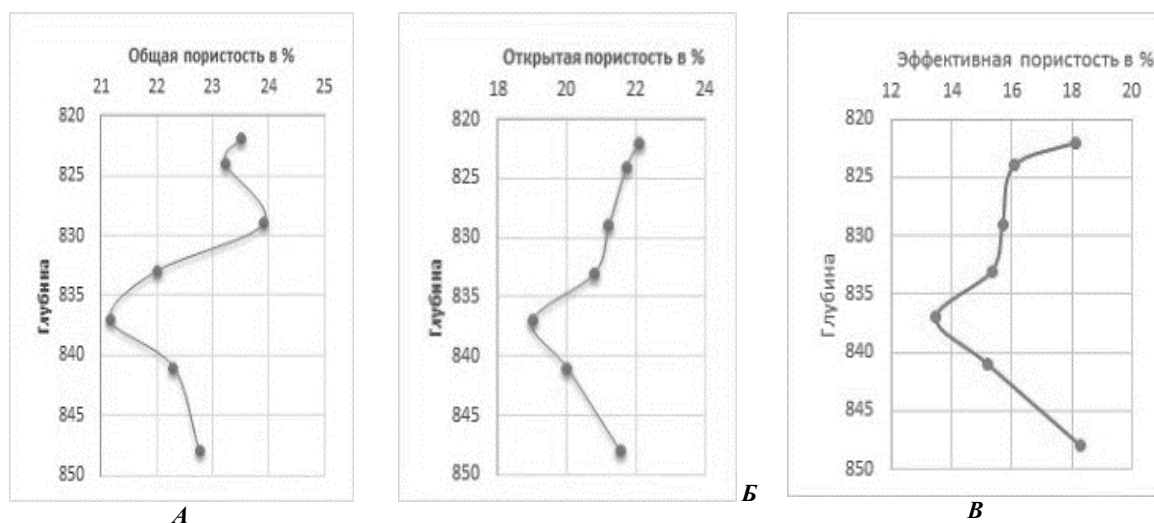 Общая пористость в %
21 22 23 24 25
820
825
830
835
840
845
850
Глубина
А
Открытая пористость в %
18 20 22 24
820
825
830
835
840
845
850
Глубина
Б
Эффективная пористость в %
12 14 16 18 20
820
825
830
835
840
845
850
Глубина
В